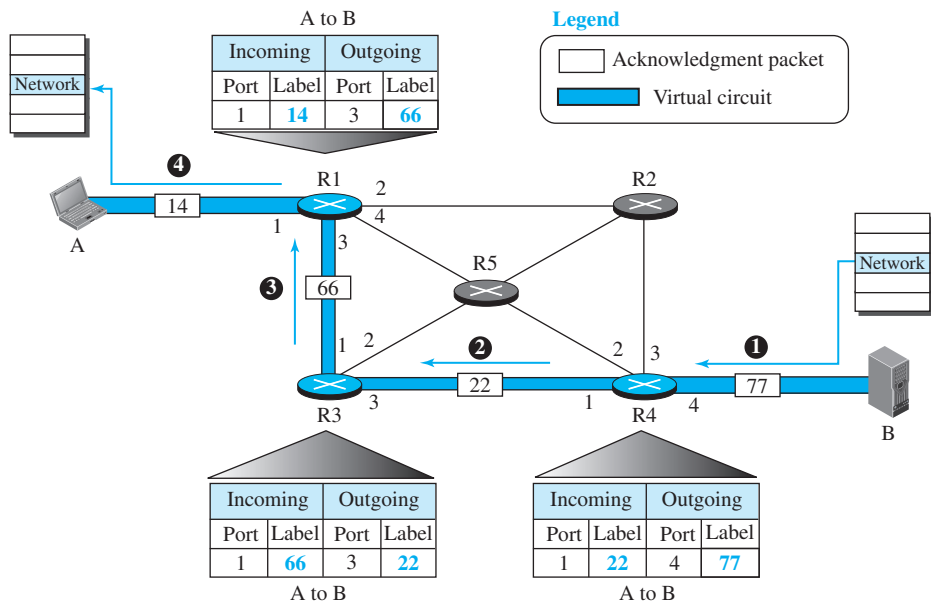 A to B
Incoming Outgoing
Port Label Port Label
1 14 3 66
Legend
Acknowledgment packet
Virtual circuit
Network
4
14
A
1
R1
2
4
3
R2
Network
3
66
R5
1
2
2
2
3
1
R3
3
22
1
R4
4
77
B
Incoming Outgoing
Port Label Port Label
1 66 3 22
A to B
Incoming Outgoing
Port Label Port Label
1 22 4 77
A to B